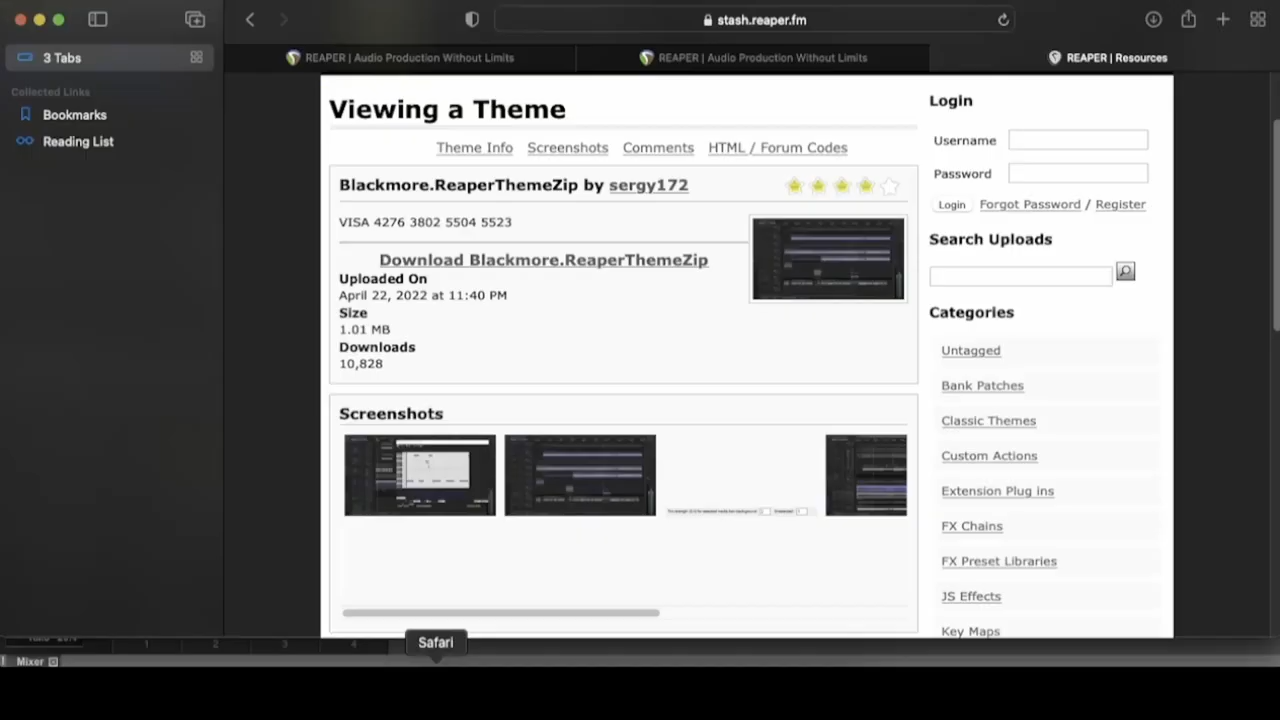 stash.reaper.fm
3 Tabs
REAPER | Audio Production Without Limits
REAPER | Audio Production Without Limits
REAPER | Resources
Collected Links
Bookmarks
Reading List
Viewing a Theme
Theme Info Screenshots Comments HTML / Forum Codes
Blackmore.ReaperThemeZip by sergy172
VISA 4276 3802 5504 5523
Download Blackmore.ReaperThemeZip
Uploaded On
April 22, 2022 at 11:40 PM
Size
1.01 MB
Downloads
10,828
Screenshots
Login
Username
Password
Login Forgot Password / Register
Search Uploads
Categories
Untagged
Bank Patches
Classic Themes
Custom Actions
Extension Plug ins
FX Chains
FX Preset Libraries
JS Effects
Key Maps
1 2 3 4
Safari
Mixer